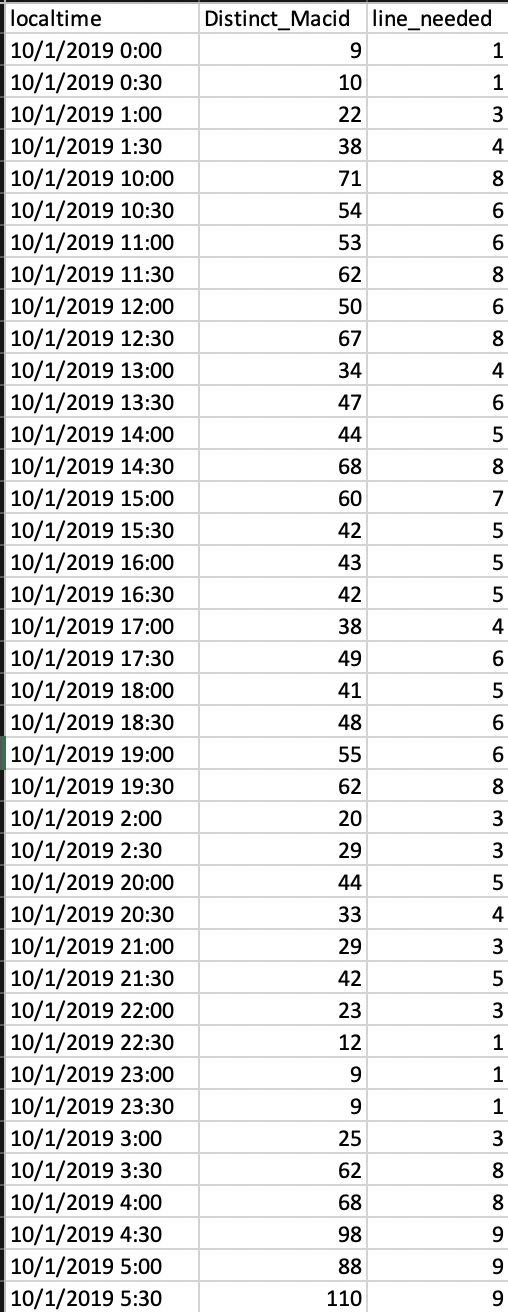 localtime Distinct_Macid line_needed
10/1/2019 0:00 9 1
10/1/2019 0:30 10 1
10/1/2019 1:00 22 3
10/1/2019 1:30 38 4
10/1/2019 10:00 71 8
10/1/2019 10:30 54 6
10/1/2019 11:00 53 6
10/1/2019 11:30 62 8
10/1/2019 12:00 50 6
10/1/2019 12:30 67 8
10/1/2019 13:00 34 4
10/1/2019 13:30 47 6
10/1/2019 14:00 44 5
10/1/2019 14:30 68 8
10/1/2019 15:00 60 7
10/1/2019 15:30 42 5
10/1/2019 16:00 43 5
10/1/2019 16:30 42 5
10/1/2019 17:00 38 4
10/1/2019 17:30 49 6
10/1/2019 18:00 41 5
10/1/2019 18:30 48 6
10/1/2019 19:00 55 6
10/1/2019 19:30 62 8
10/1/2019 2:00 20 3
10/1/2019 2:30 29 3
10/1/2019 20:00 44 5
10/1/2019 20:30 33 4
10/1/2019 21:00 29 3
10/1/2019 21:30 42 5
10/1/2019 22:00 23 3
10/1/2019 22:30 12 1
10/1/2019 23:00 9 1
10/1/2019 23:30 9 1
10/1/2019 3:00 25 3
10/1/2019 3:30 62 8
10/1/2019 4:00 68 8
10/1/2019 4:30 98 9
10/1/2019 5:00 88 9
10/1/2019 5:30 110 9